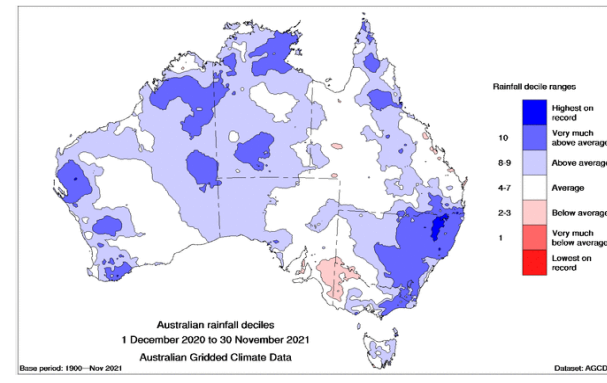 Rainfall decile ranges
Highest on
record
10
Very much
above average
8-9
Above average
4-7
Average
2-3
Below average
1
Very much
below average
Lowest on
record
Australian rainfall deciles
1 December 2020 to 30 November 2021
Australian Gridded Climate Data
Base period: 1900—Nov 2021
Dataset: AGCD